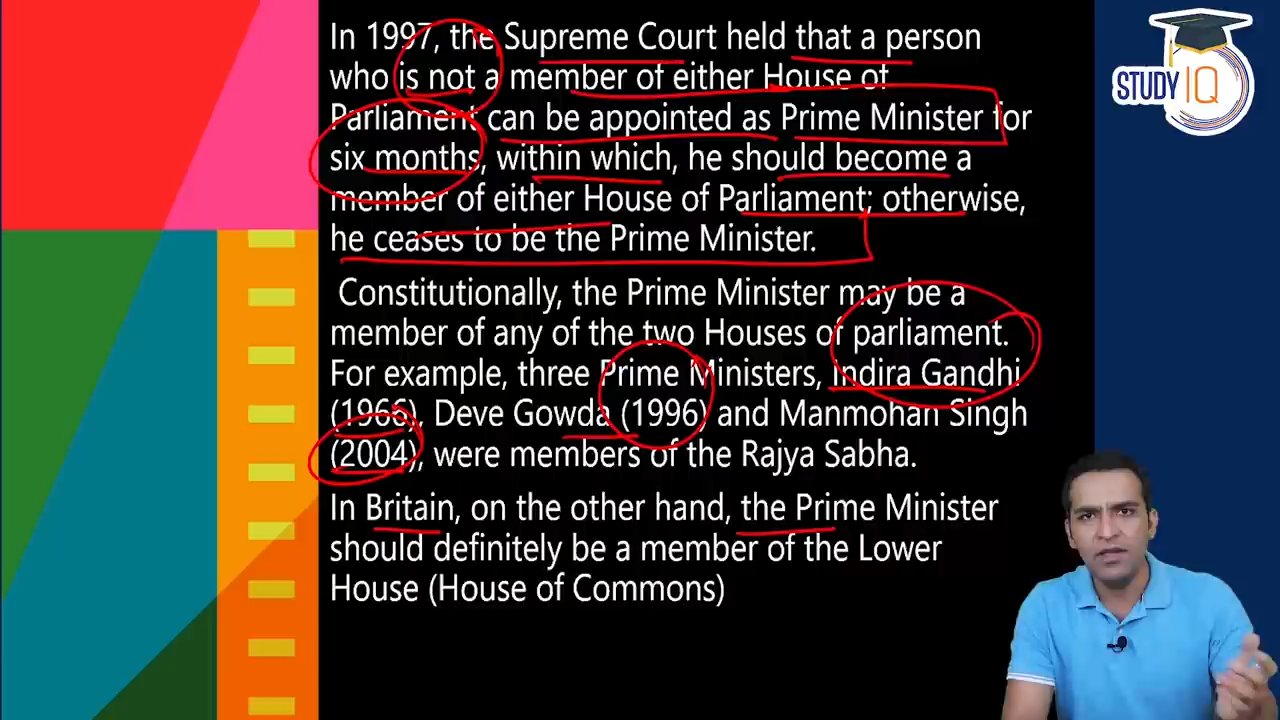 In 1997, the Supreme Court held that a person
who is not a member of either House of
Parliament can be appointed as Prime Minister for
six months, within which, he should become a
member of either House of Parliament; otherwise,
he ceases to be the Prime Minister.
Constitutionally, the Prime Minister may be a
member of any of the two Houses of parliament.
For example, three Prime Ministers, Indira Gandhi
(1966), Deve Gowda (1996) and Manmohan Singh
(2004), were members of the Rajya Sabha.
In Britain, on the other hand, the Prime Minister
should definitely be a member of the Lower
House (House of Commons)
STUDY IQ